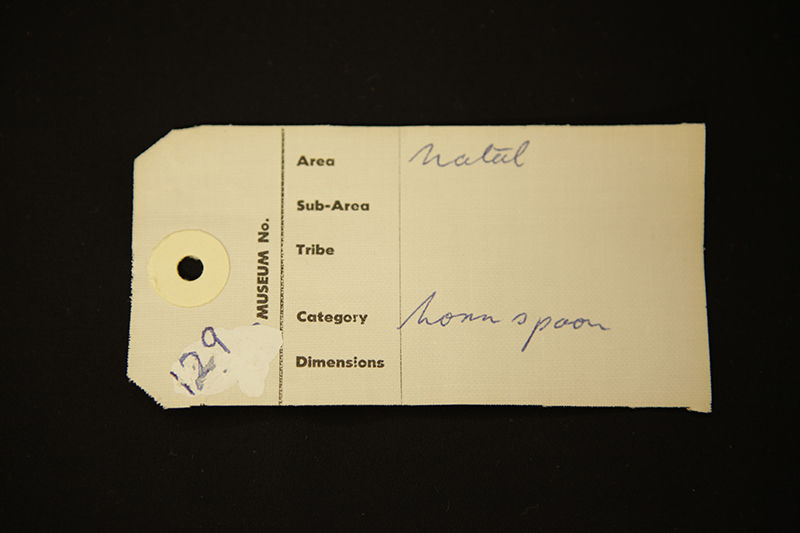 MUSEUM No.
129
Area Natal
Sub-Area
Tribe
Category horn spoon
Dimensions